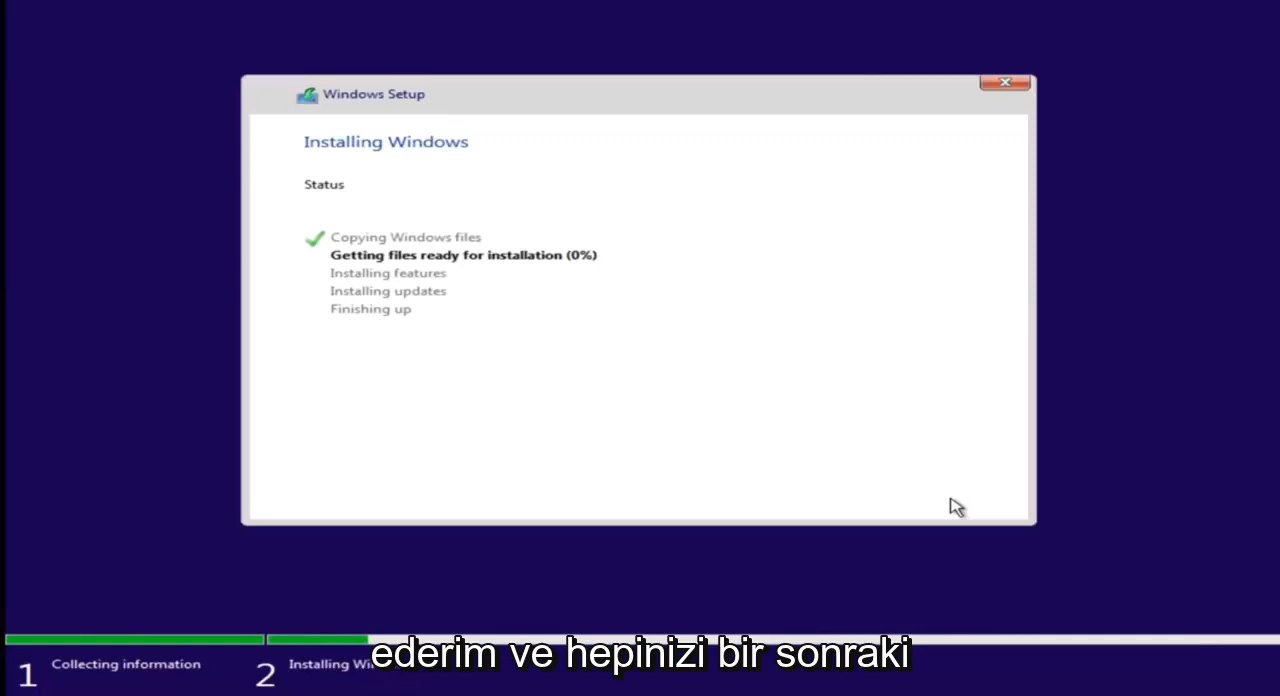 Windows Setup
Installing Windows
Status
Copying Windows files
Getting files ready for installation (0%)
Installing features
Installing updates
Finishing up
1 Collecting information
2 Installing
ederim ve hepinizi bir sonraki